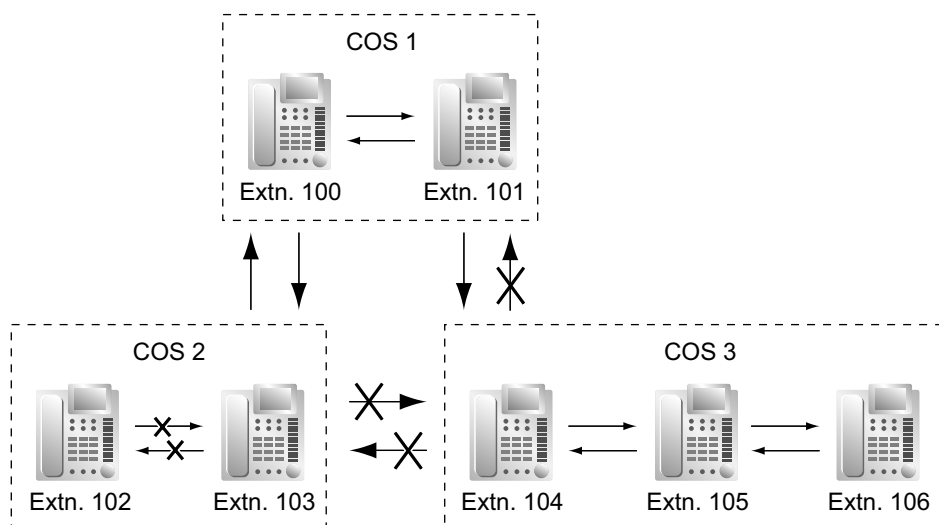 COS 1
Extn. 100 Extn. 101
COS 2
Extn. 102 Extn. 103
COS 3
Extn. 104 Extn. 105 Extn. 106